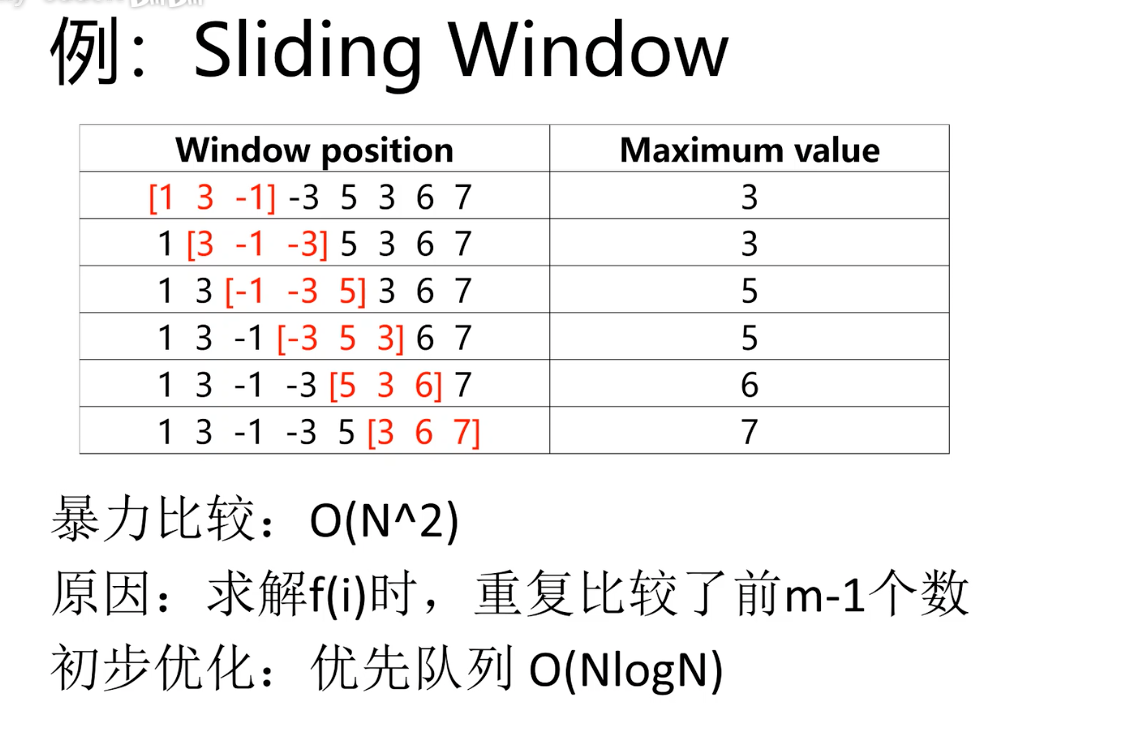 例：Sliding Window
Window position Maximum value
[1 3 -1] -3 5 3 6 7 3
1 [3 -1 -3] 5 3 6 7 3
1 3 [-1 -3 5] 3 6 7 5
1 3 -1 [-3 5 3] 6 7 5
1 3 -1 -3 [5 3 6] 7 6
1 3 -1 -3 5 [3 6 7] 7
暴力比较：O(N^2)
原因：求解f(i)时，重复比较了前m-1个数
初步优化：优先队列 O(NlogN)